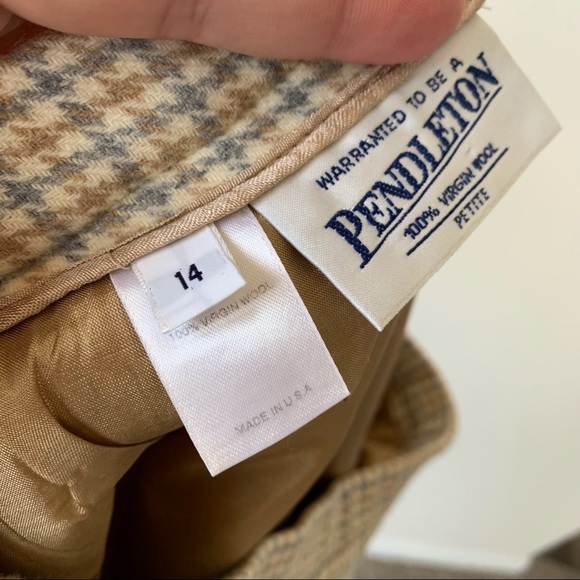 WARRANTED TO BE A
PENDLETON
100% VIRGIN WOOL
PETITE
14
100% VIRGIN WOOL
MADE IN U.S.A